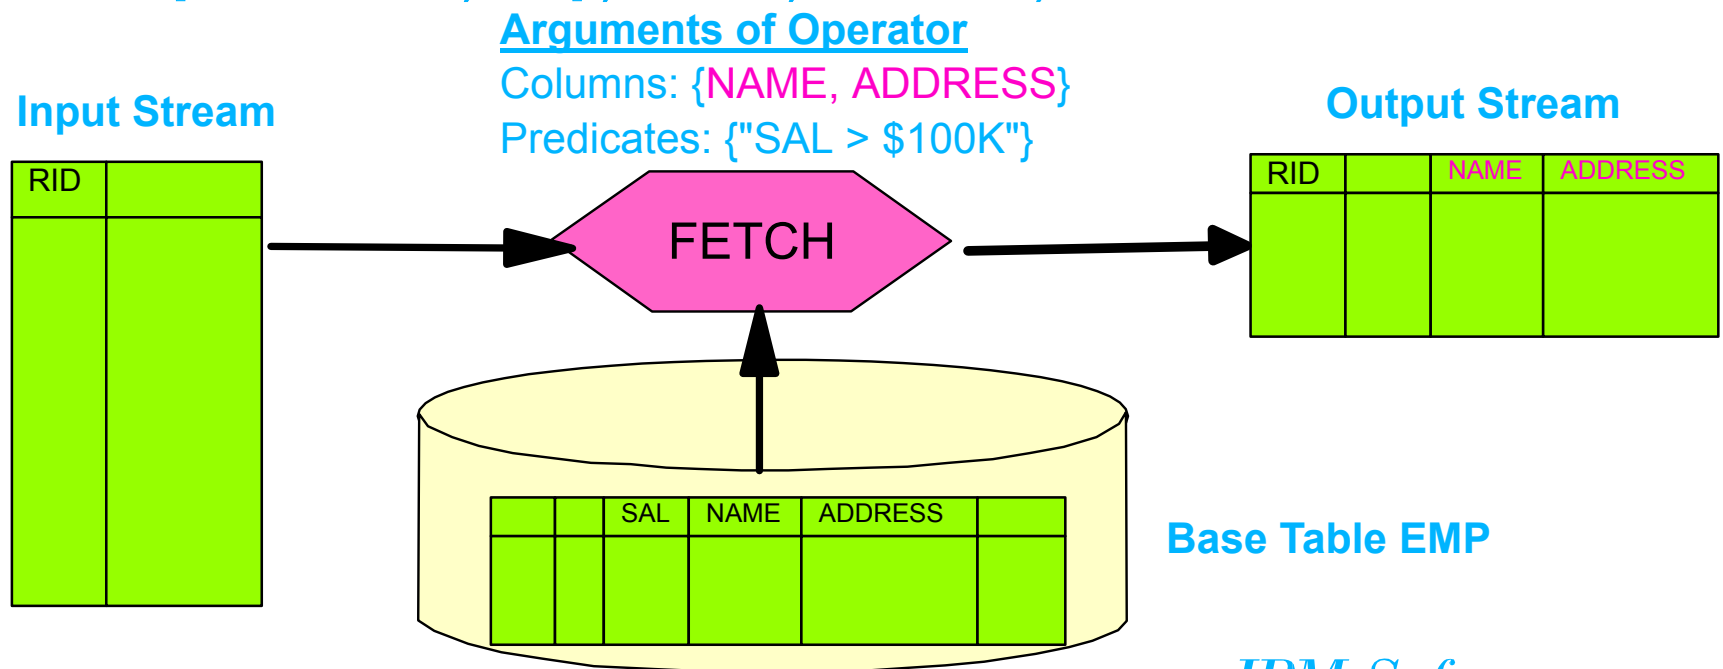 Arguments of Operator
Columns: {NAME, ADDRESS}
Predicates: {"SAL > $100K"}
Input Stream
Output Stream
RID
RID NAME ADDRESS
FETCH
SAL NAME ADDRESS
Base Table EMP